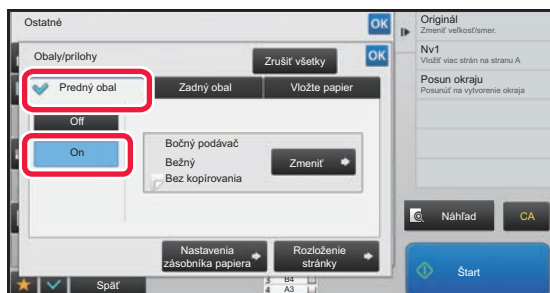 Ostatné
OK
Obaly/prílohy
Zrušiť všetky
OK
Predný obal
Zadný obal
Vložte papier
Off
On
Bočný podávač
Bežný
Bez kopírovania
Zmeniť
Nastavenia
zásobníka papiera
Rozloženie
stránky
Späť
3 B4
4 A3
Originál
Zmeniť veľkosť/smer.
Nv1
Vložiť viac strán na stranu A
Posun okraju
Posunúť na vytvorenie okraja
Náhľad
CA
Štart